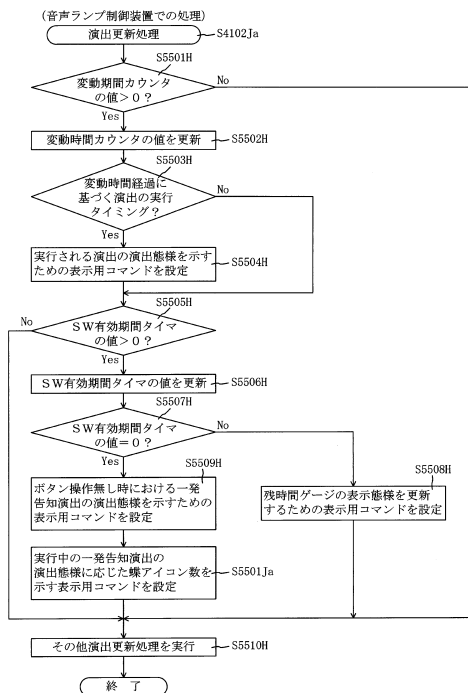 (音声ランプ制御装置での処理)
演出更新処理
S4102Ja
S5501H
変動期間カウンタ
の値>0?
No
Yes
変動時間カウンタの値を更新
S5502H
S5503H
変動時間経過に
基づく演出の実行
タイミング?
No
Yes
実行される演出の演出態様を示す
ための表示用コマンドを設定
S5504H
S5505H
No
SW有効期間タイマ
の値>0?
Yes
SW有効期間タイマの値を更新
S5506H
S5507H
SW有効期間タイマ
の値=0?
No
Yes
S5509H
ボタン操作無し時における一発
告知演出の演出態様を示すための
表示用コマンドを設定
S5508H
残時間ゲージの表示態様を更新
するための表示用コマンドを設定
実行中の一発告知演出の
演出態様に応じた蝶アイコン数を
示す表示用コマンドを設定
S5501Ja
その他演出更新処理を実行
S5510H
終 了